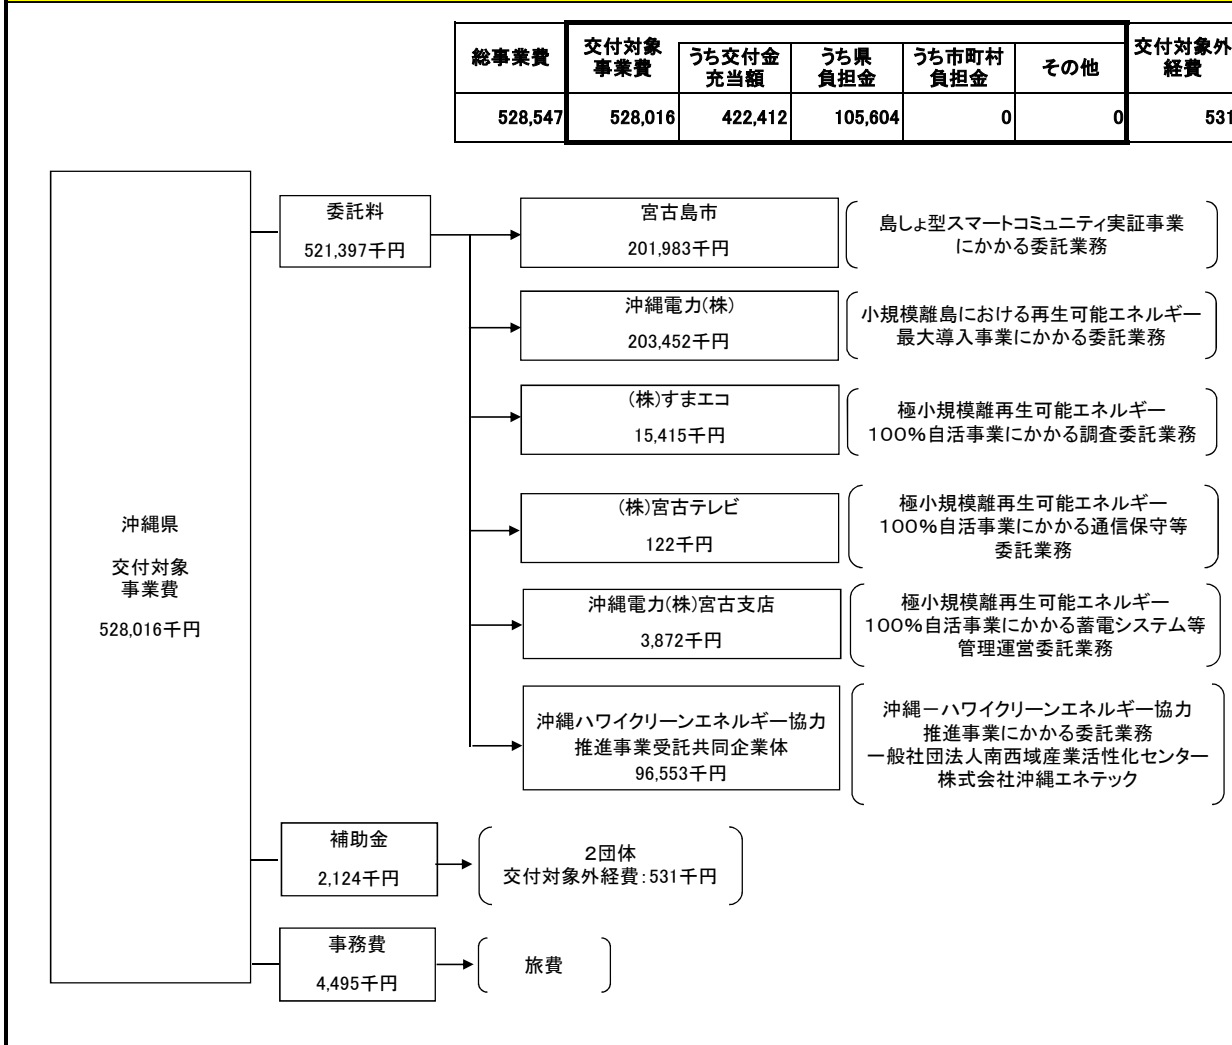 総事業費
交付対象
事業費
うち交付金
充当額
うち県
負担金
うち市町村
負担金
その他
交付対象外
経費
528,547
528,016
422,412
105,604
0
0
531
沖縄県
交付対象
事業費
528,016千円
委託料
521,397千円
宮古島市
201,983千円
島しょ型スマートコミュニティ実証事業
にかかる委託業務
沖縄電力(株)
203,452千円
小規模離島における再生可能エネルギー
最大導入事業にかかる委託業務
(株)すまエコ
15,415千円
極小規模離再生可能エネルギー
100%自活事業にかかる調査委託業務
(株)宮古テレビ
122千円
極小規模離再生可能エネルギー
100%自活事業にかかる通信保守等
委託業務
沖縄電力(株)宮古支店
3,872千円
極小規模離再生可能エネルギー
100%自活事業にかかる蓄電システム等
管理運営委託業務
沖縄ハワイクリーンエネルギー協力
推進事業受託共同企業体
96,553千円
沖縄－ハワイクリーンエネルギー協力
推進事業にかかる委託業務
一般社団法人南西域産業活性化センター
株式会社沖縄エネテック
補助金
2,124千円
2団体
交付対象外経費:531千円
事務費
4,495千円
旅費